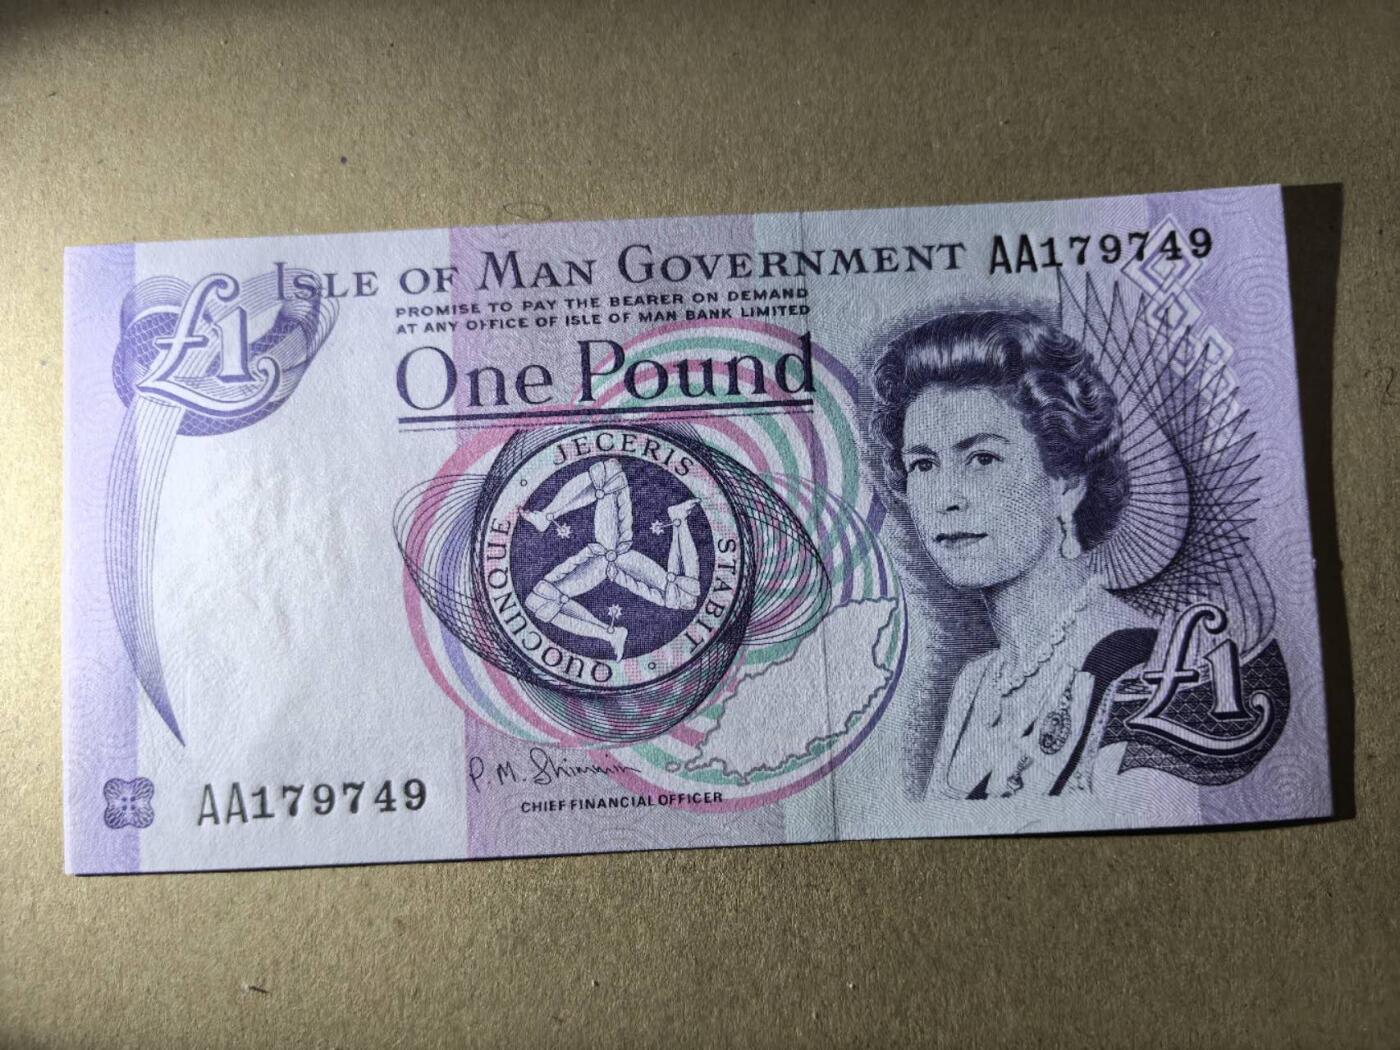 ISLE OF MAN GOVERNMENT AA179749
PROMISE TO PAY THE BEARER ON DEMAND
AT ANY OFFICE OF ISLE OF MAN BANK LIMITED
£1
One Pound
QUOCUNQUE JECERIS STABIT
£1
P.M. Shimmin
CHIEF FINANCIAL OFFICER
AA179749